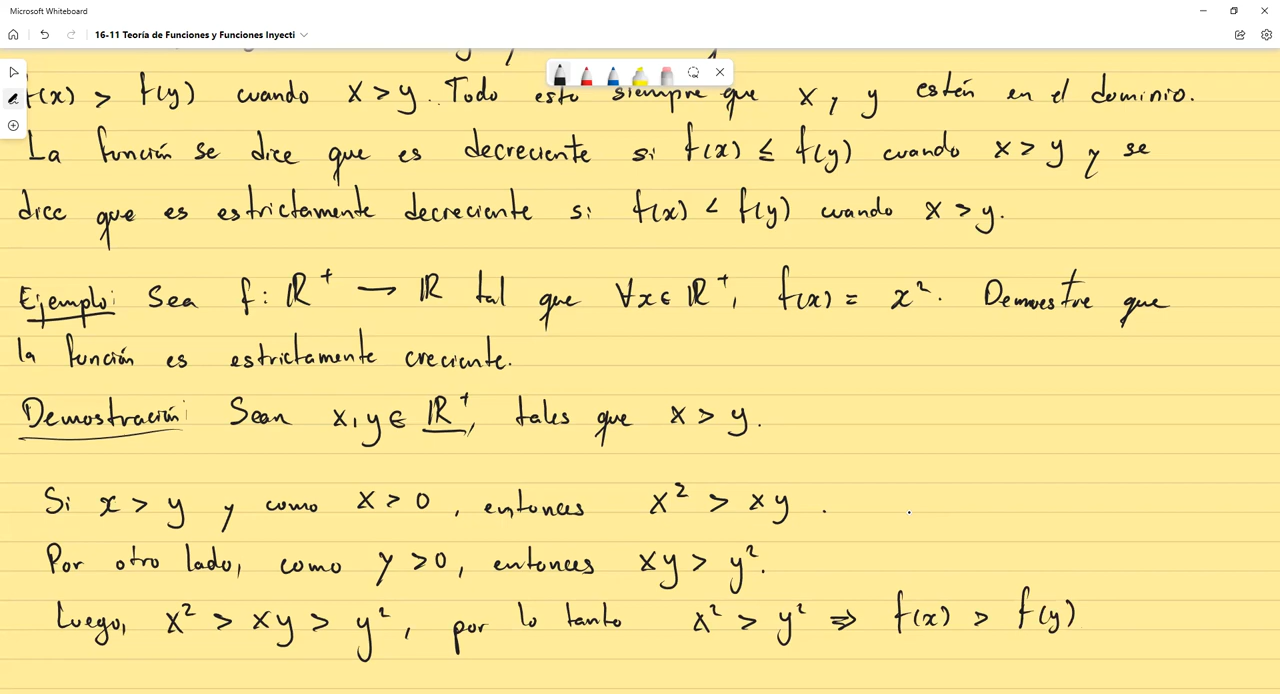 Microsoft Whiteboard
16-11 Teoría de Funciones y Funciones Inyecti
f(x) > f(y) cuando x > y. Todo esto siempre que x, y estén en el dominio.
La función se dice que es decreciente si f(x) ≤ f(y) cuando x > y y se
dice que es estrictamente decreciente si f(x) < f(y) cuando x > y.
Ejemplo: Sea f: ℝ⁺ → ℝ tal que ∀x ∈ ℝ⁺, f(x) = x². Demuestre que
la función es estrictamente creciente.
Demostración: Sean x, y ∈ ℝ⁺, tales que x > y.
Si x > y y como x > 0, entonces x² > xy.
Por otro lado, como y > 0, entonces xy > y².
Luego, x² > xy > y², por lo tanto x² > y² ⇒ f(x) > f(y)